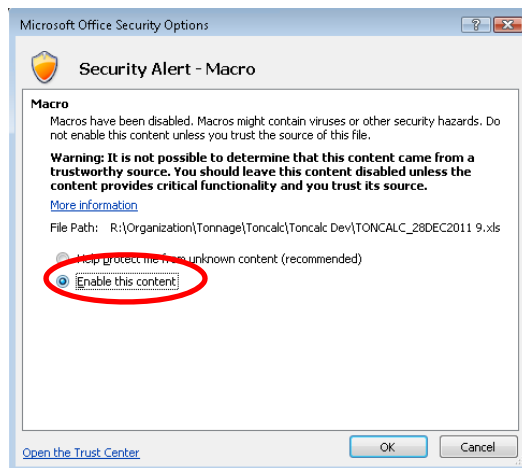 Microsoft Office Security Options
Security Alert - Macro
Macro
Macros have been disabled. Macros might contain viruses or other security hazards. Do
not enable this content unless you trust the source of this file.
Warning: It is not possible to determine that this content came from a
trustworthy source. You should leave this content disabled unless the
content provides critical functionality and you trust its source.
More information
File Path: R:\Organization\Tonnage\Toncalc\Toncalc Dev\TONCALC_28DEC2011 9.xls
Help protect me from unknown content (recommended)
Enable this content
Open the Trust Center
OK Cancel